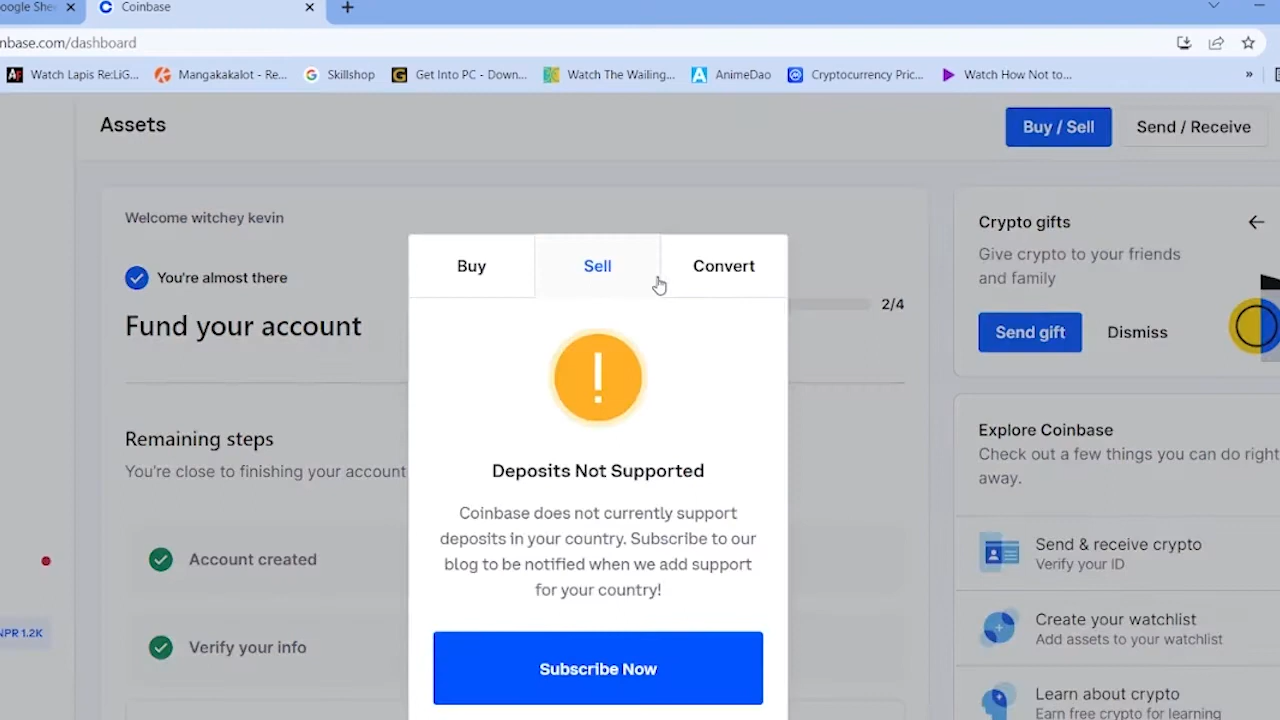 oogle She
Coinbase
nbase.com/dashboard
Watch Lapis Re:LiG...
Mangakakalot - Re...
Skillshop
Get Into PC - Down...
Watch The Wailing...
AnimeDao
Cryptocurrency Pric...
Watch How Not to...
»
Assets
Buy / Sell
Send / Receive
Welcome witchey kevin
You're almost there
Fund your account
2/4
Remaining steps
You're close to finishing your account
Account created
Verify your info
NPR 1.2K
Buy
Sell
Convert
!
Deposits Not Supported
Coinbase does not currently support
deposits in your country. Subscribe to our
blog to be notified when we add support
for your country!
Subscribe Now
Crypto gifts
Give crypto to your friends
and family
Send gift
Dismiss
Explore Coinbase
Check out a few things you can do right
away.
Send & receive crypto
Verify your ID
Create your watchlist
Add assets to your watchlist
Learn about crypto
Earn free crypto for learning